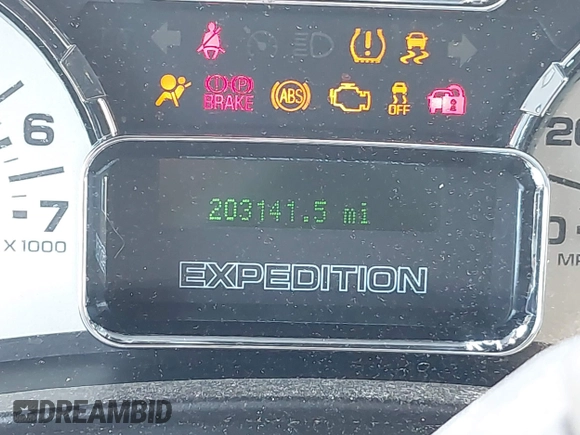 BRAKE
ABS
OFF
6
7
X 1000
203141.5 mi
EXPEDITION
DREAMBID